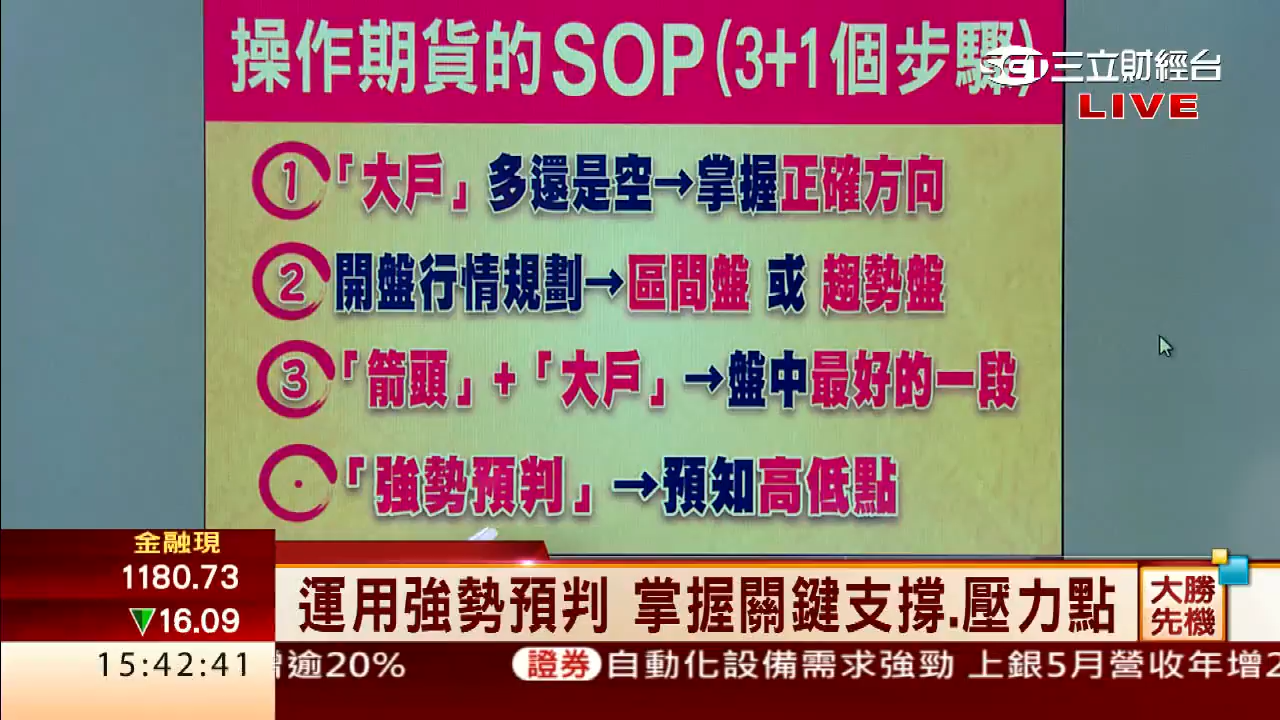 操作期貨的SOP(3+1個步驟)
三立財經台
LIVE
1「大戶」多還是空→掌握正確方向
2開盤行情規劃→區間盤 或 趨勢盤
3「箭頭」+「大戶」→盤中最好的一段
•「強勢預判」→預知高低點
金融現
1180.73
▼16.09
運用強勢預判 掌握關鍵支撐.壓力點
大勝
先機
15:42:41
逾20% 證券 自動化設備需求強勁 上銀5月營收年增2